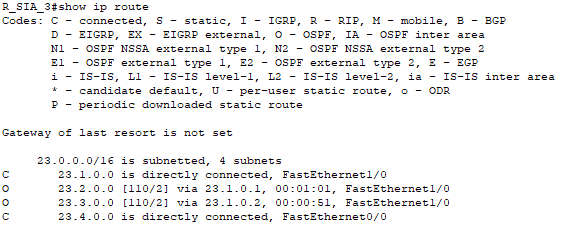 R_SIA_3#show ip route
Codes: C - connected, S - static, I - IGRP, R - RIP, M - mobile, B - BGP
       D - EIGRP, EX - EIGRP external, O - OSPF, IA - OSPF inter area
       N1 - OSPF NSSA external type 1, N2 - OSPF NSSA external type 2
       E1 - OSPF external type 1, E2 - OSPF external type 2, E - EGP
       i - IS-IS, L1 - IS-IS level-1, L2 - IS-IS level-2, ia - IS-IS inter area
       * - candidate default, U - per-user static route, o - ODR
       P - periodic downloaded static route
Gateway of last resort is not set
     23.0.0.0/16 is subnetted, 4 subnets
C       23.1.0.0 is directly connected, FastEthernet1/0
O       23.2.0.0 [110/2] via 23.1.0.1, 00:01:01, FastEthernet1/0
O       23.3.0.0 [110/2] via 23.1.0.2, 00:00:51, FastEthernet1/0
C       23.4.0.0 is directly connected, FastEthernet0/0